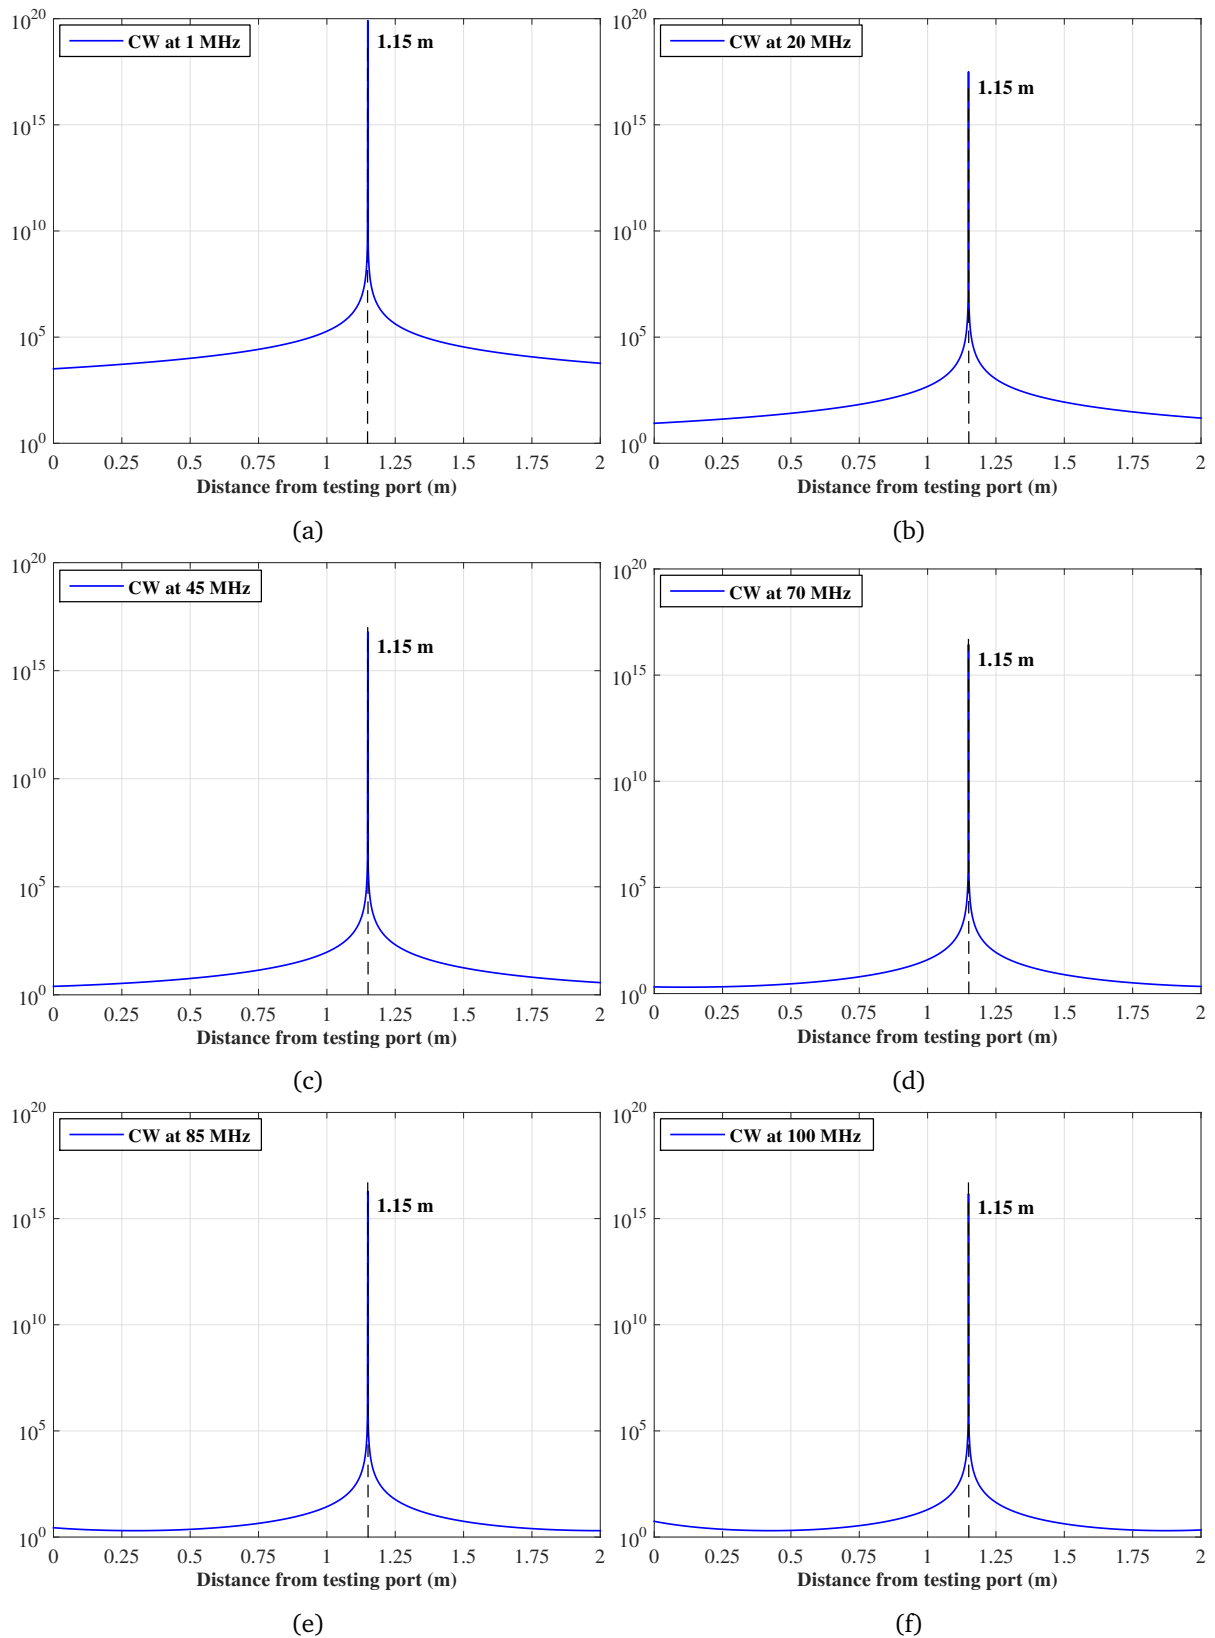 CW at 1 MHz
1.15 m
10^20
10^15
10^10
10^5
10^0
0 0.25 0.5 0.75 1 1.25 1.5 1.75 2
Distance from testing port (m)
(a)
CW at 20 MHz
1.15 m
10^20
10^15
10^10
10^5
10^0
0 0.25 0.5 0.75 1 1.25 1.5 1.75 2
Distance from testing port (m)
(b)
CW at 45 MHz
1.15 m
10^20
10^15
10^10
10^5
10^0
0 0.25 0.5 0.75 1 1.25 1.5 1.75 2
Distance from testing port (m)
(c)
CW at 70 MHz
1.15 m
10^20
10^15
10^10
10^5
10^0
0 0.25 0.5 0.75 1 1.25 1.5 1.75 2
Distance from testing port (m)
(d)
CW at 85 MHz
1.15 m
10^20
10^15
10^10
10^5
10^0
0 0.25 0.5 0.75 1 1.25 1.5 1.75 2
Distance from testing port (m)
(e)
CW at 100 MHz
1.15 m
10^20
10^15
10^10
10^5
10^0
0 0.25 0.5 0.75 1 1.25 1.5 1.75 2
Distance from testing port (m)
(f)